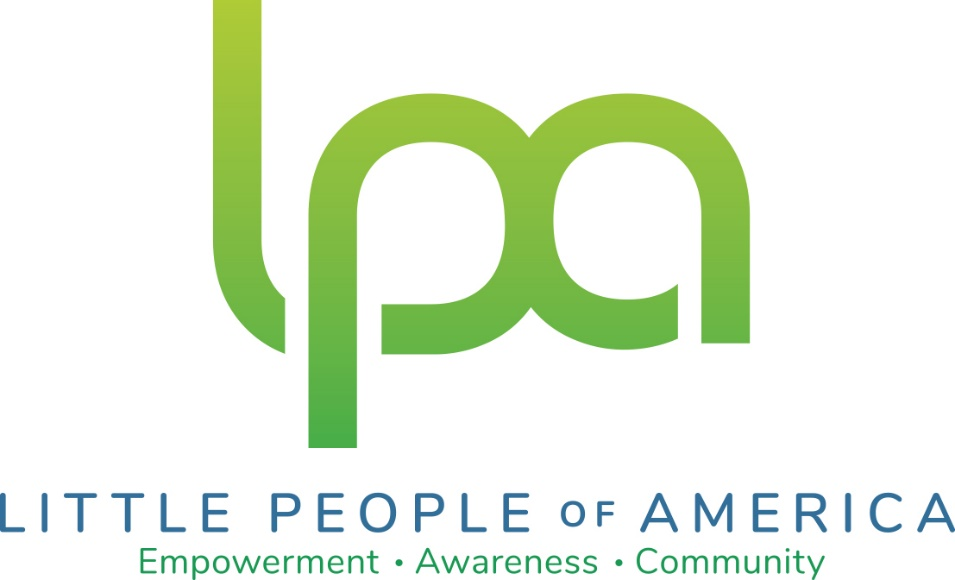 lpa
LITTLE PEOPLE OF AMERICA
Empowerment • Awareness • Community